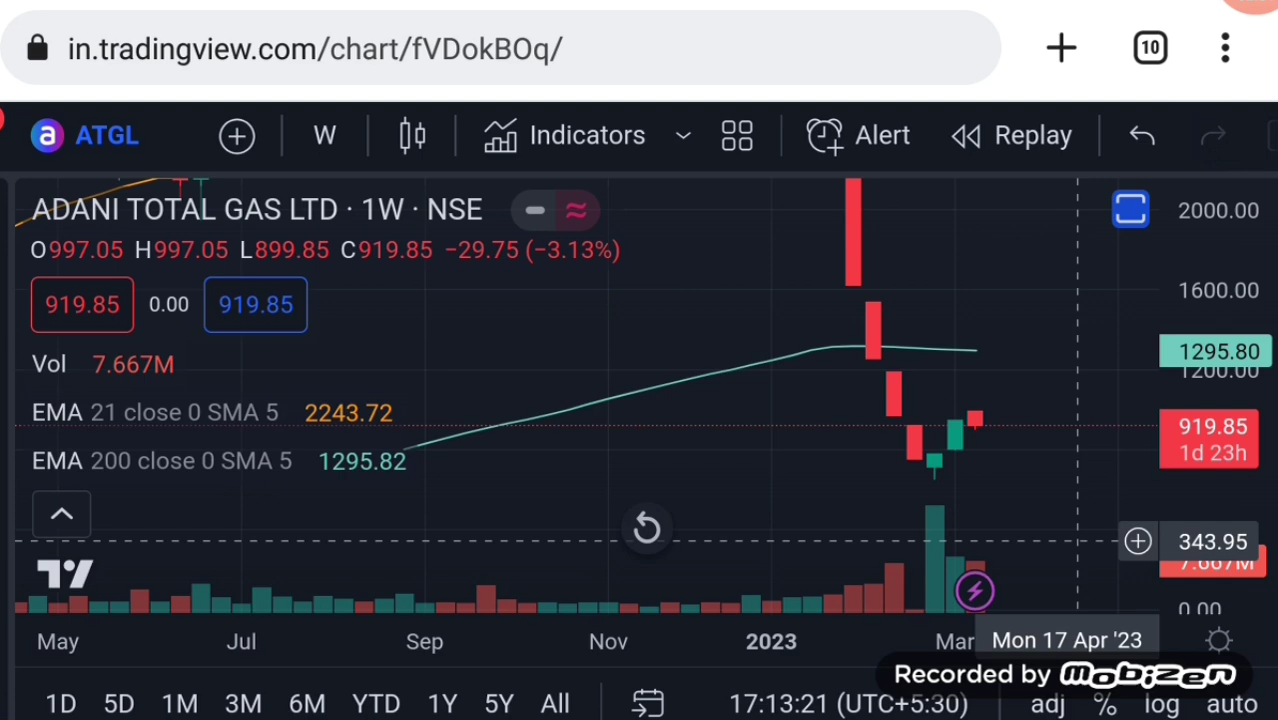 in.tradingview.com/chart/fVDokBOq/
10
a ATGL W Indicators Alert Replay
ADANI TOTAL GAS LTD · 1W · NSE
O997.05 H997.05 L899.85 C919.85 −29.75 (−3.13%)
919.85 0.00 919.85
Vol 7.667M
EMA 21 close 0 SMA 5 2243.72
EMA 200 close 0 SMA 5 1295.82
2000.00
1600.00
1295.80
1200.00
919.85
1d 23h
343.95
7.667M
0.00
May Jul Sep Nov 2023 Mar Mon 17 Apr '23
Recorded by mobizen
1D 5D 1M 3M 6M YTD 1Y 5Y All 17:13:21 (UTC+5:30) adj % log auto